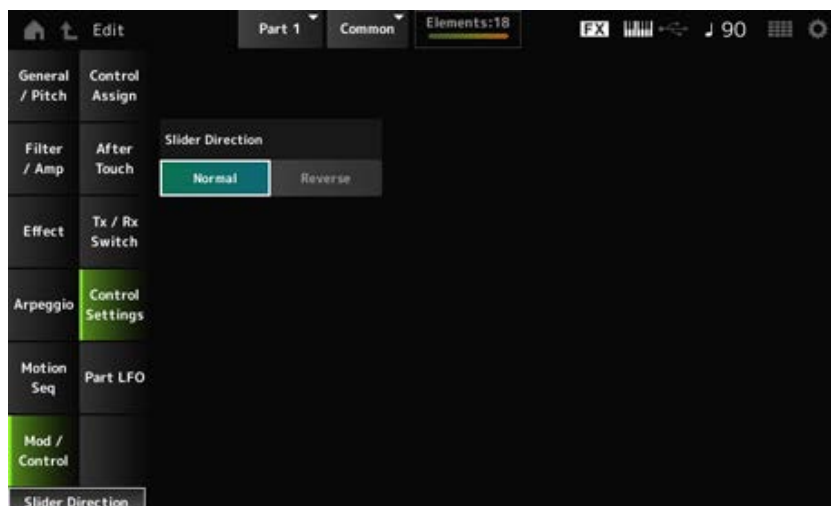 Edit
Part 1
Common
Elements:18
FX
90
General
/ Pitch
Control
Assign
Filter
/ Amp
After
Touch
Slider Direction
Normal
Reverse
Effect
Tx / Rx
Switch
Arpeggio
Control
Settings
Motion
Seq
Part LFO
Mod /
Control
Slider Direction